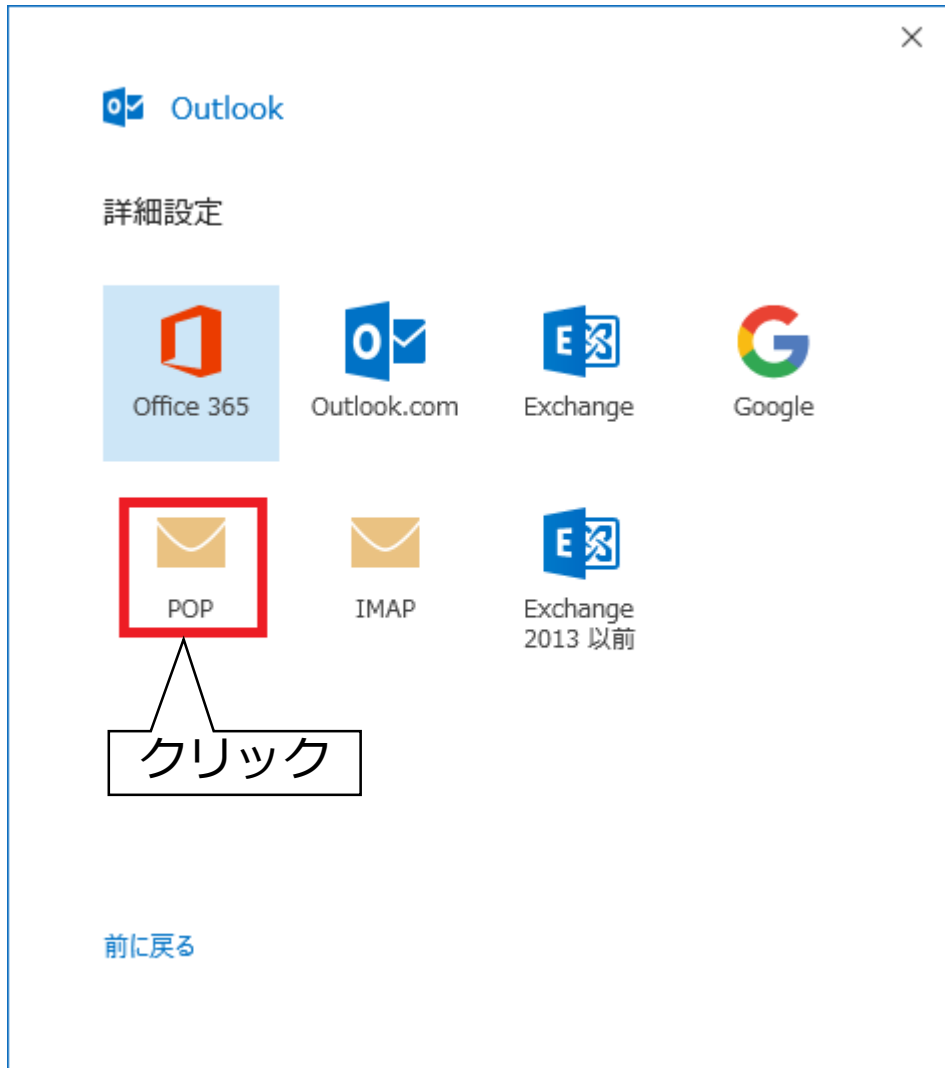 Outlook
詳細設定
Office 365
Outlook.com
Exchange
Google
POP
IMAP
Exchange
2013 以前
クリック
前に戻る